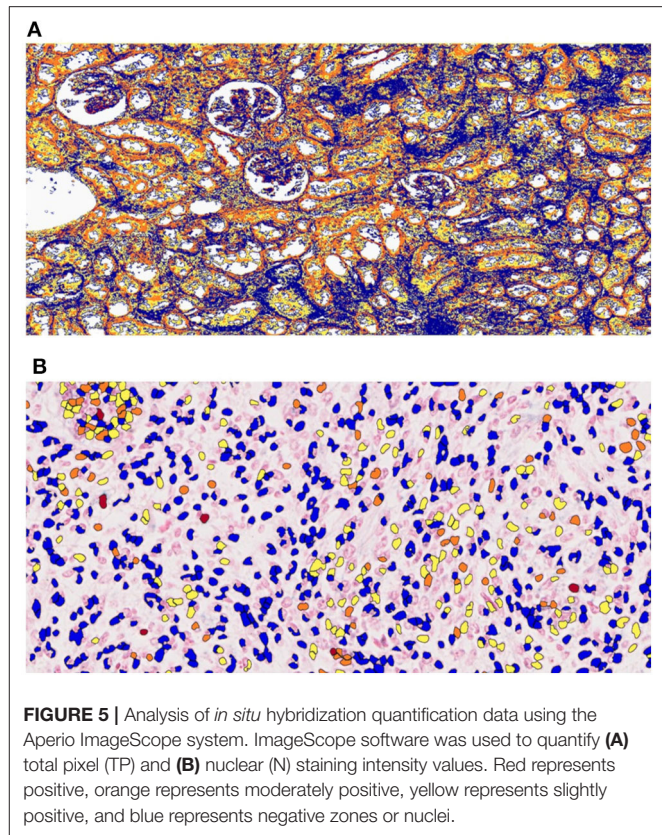 A
B
FIGURE 5 | Analysis of in situ hybridization quantification data using the
Aperio ImageScope system. ImageScope software was used to quantify (A)
total pixel (TP) and (B) nuclear (N) staining intensity values. Red represents
positive, orange represents moderately positive, yellow represents slightly
positive, and blue represents negative zones or nuclei.